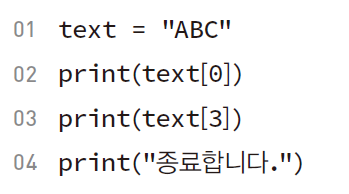 01 text = "ABC"
02 print(text[0])
03 print(text[3])
04 print("종료합니다.")